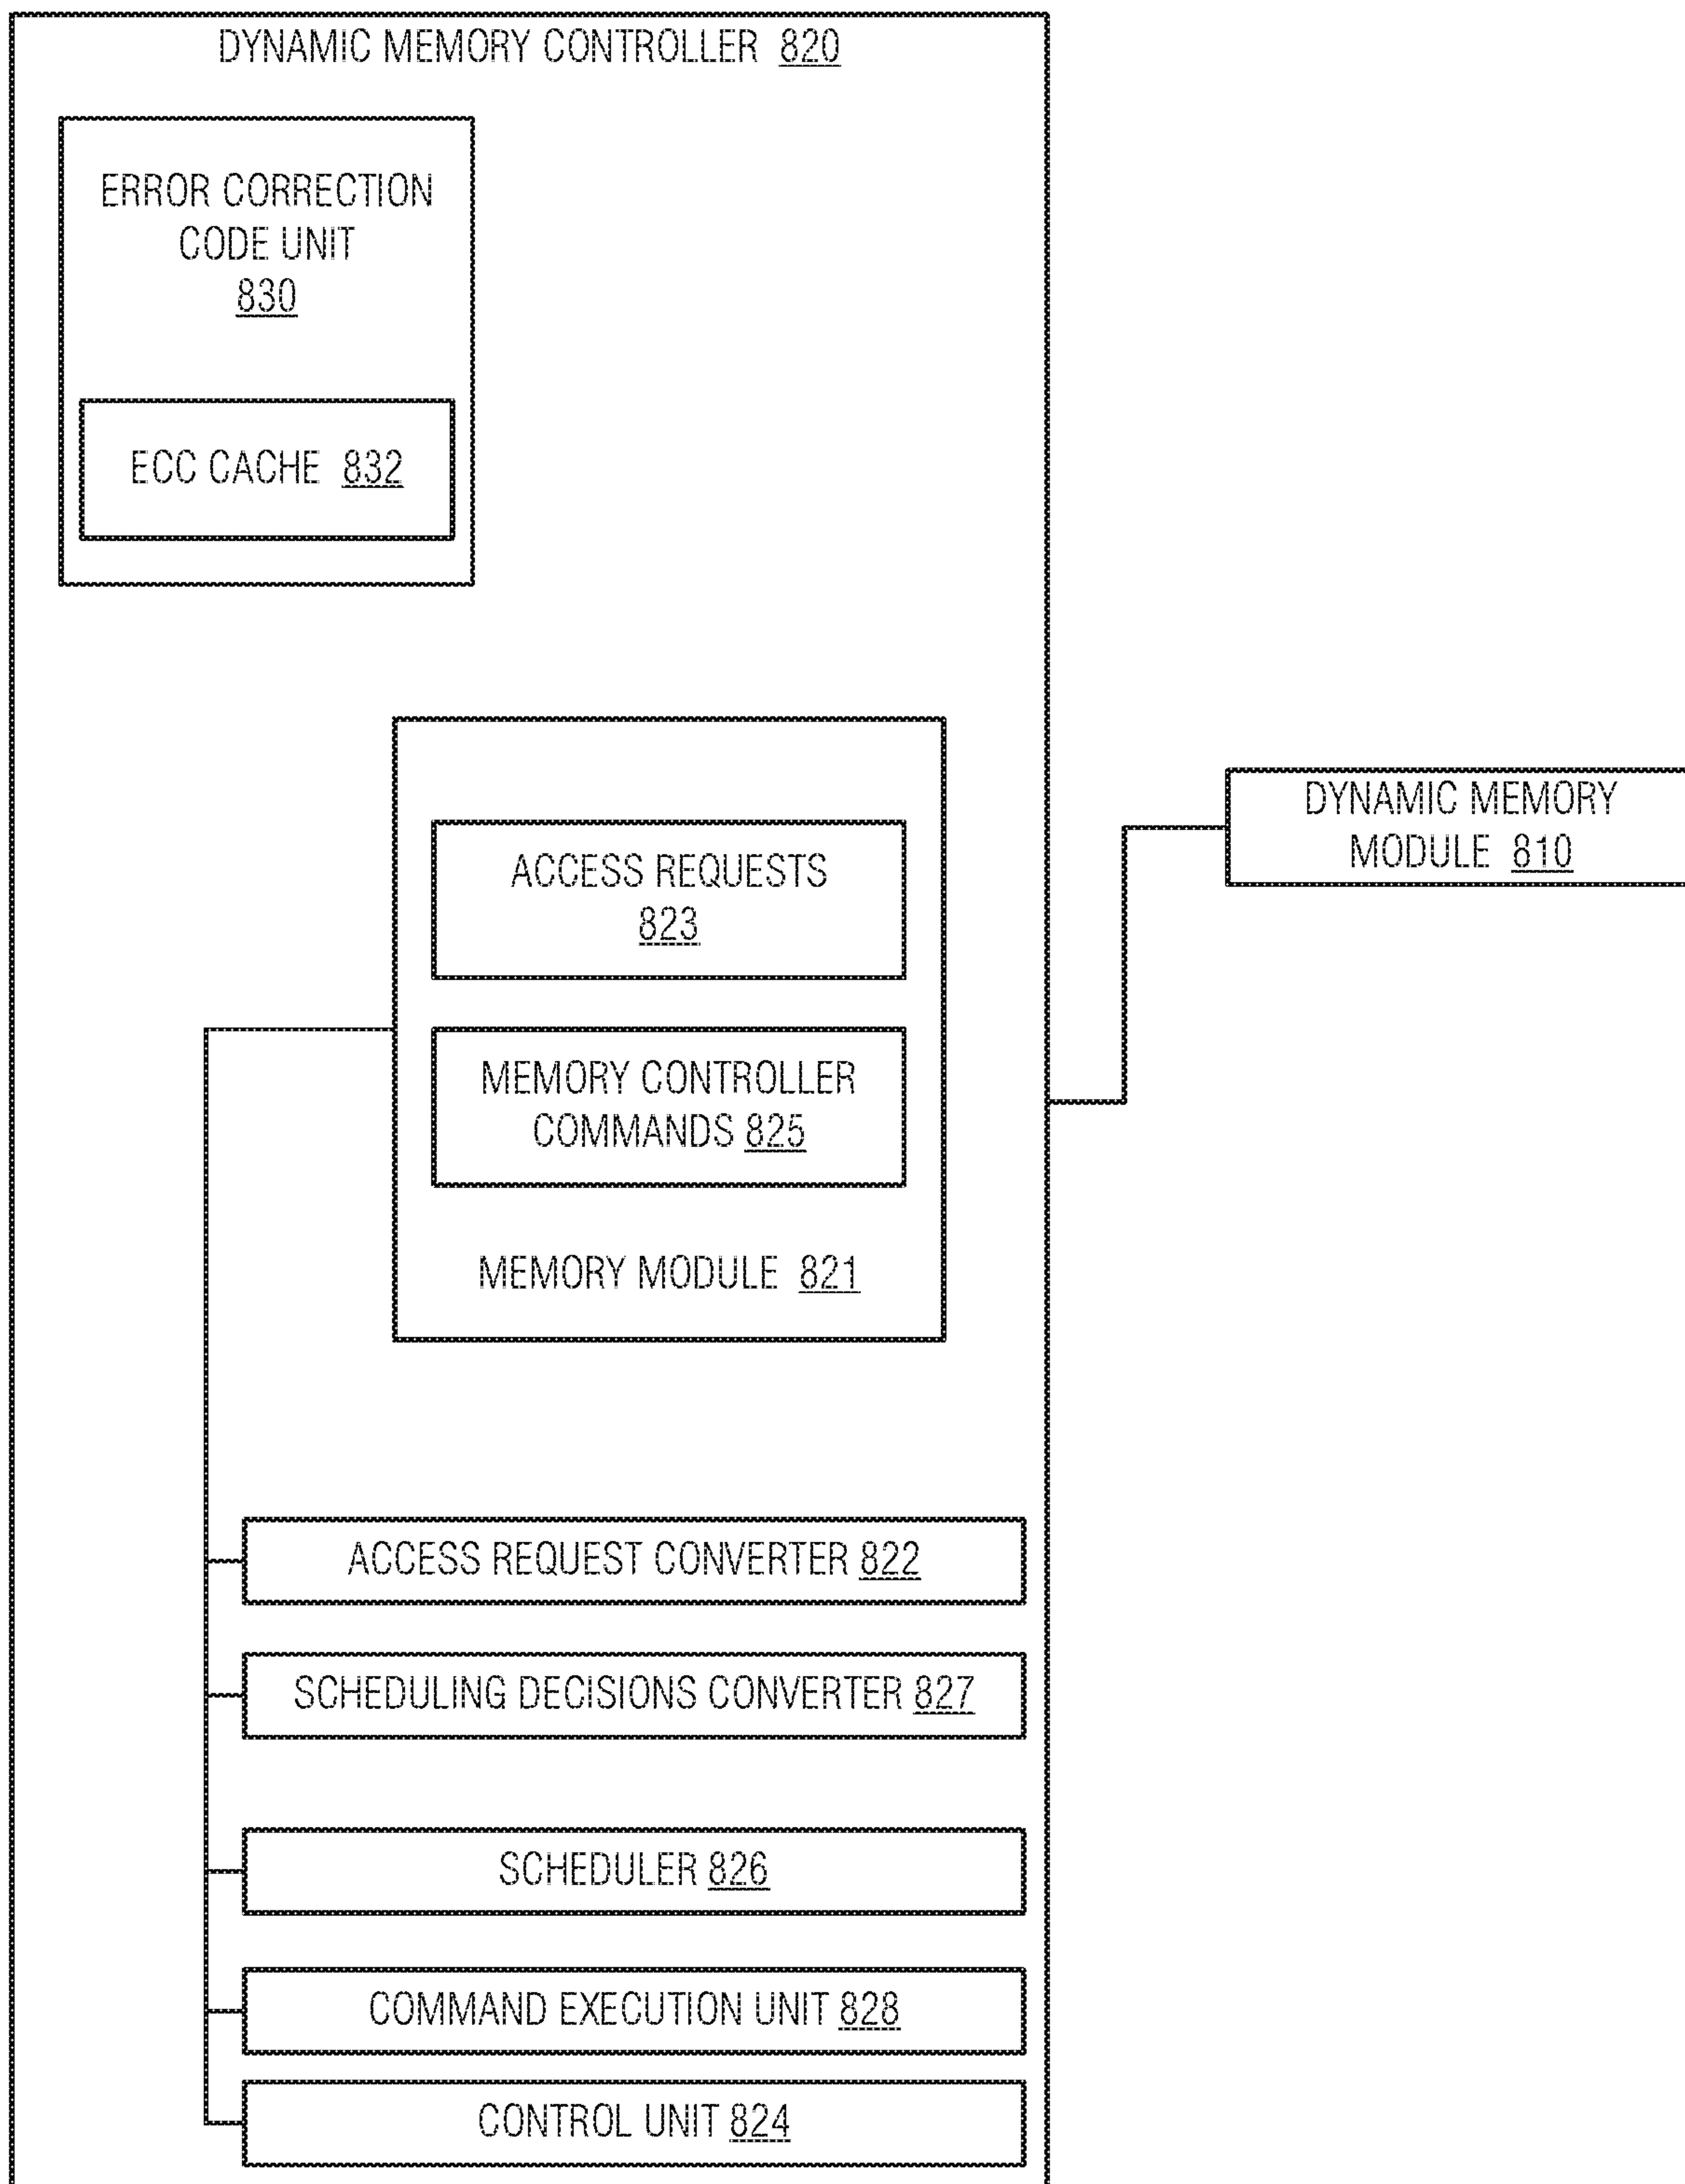 DYNAMIC MEMORY CONTROLLER 820
ERROR CORRECTION
CODE UNIT
830
ECC CACHE 832
ACCESS REQUESTS
823
MEMORY CONTROLLER
COMMANDS 825
MEMORY MODULE 821
DYNAMIC MEMORY
MODULE 810
ACCESS REQUEST CONVERTER 822
SCHEDULING DECISIONS CONVERTER 827
SCHEDULER 826
COMMAND EXECUTION UNIT 828
CONTROL UNIT 824